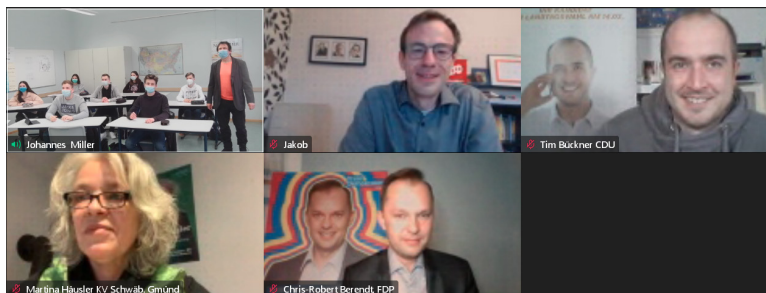 Johannes Miller
Jakob
Tim Bückner CDU
Martina Häusler KV Schwäb. Gmünd
Chris-Robert Berendt, FDP